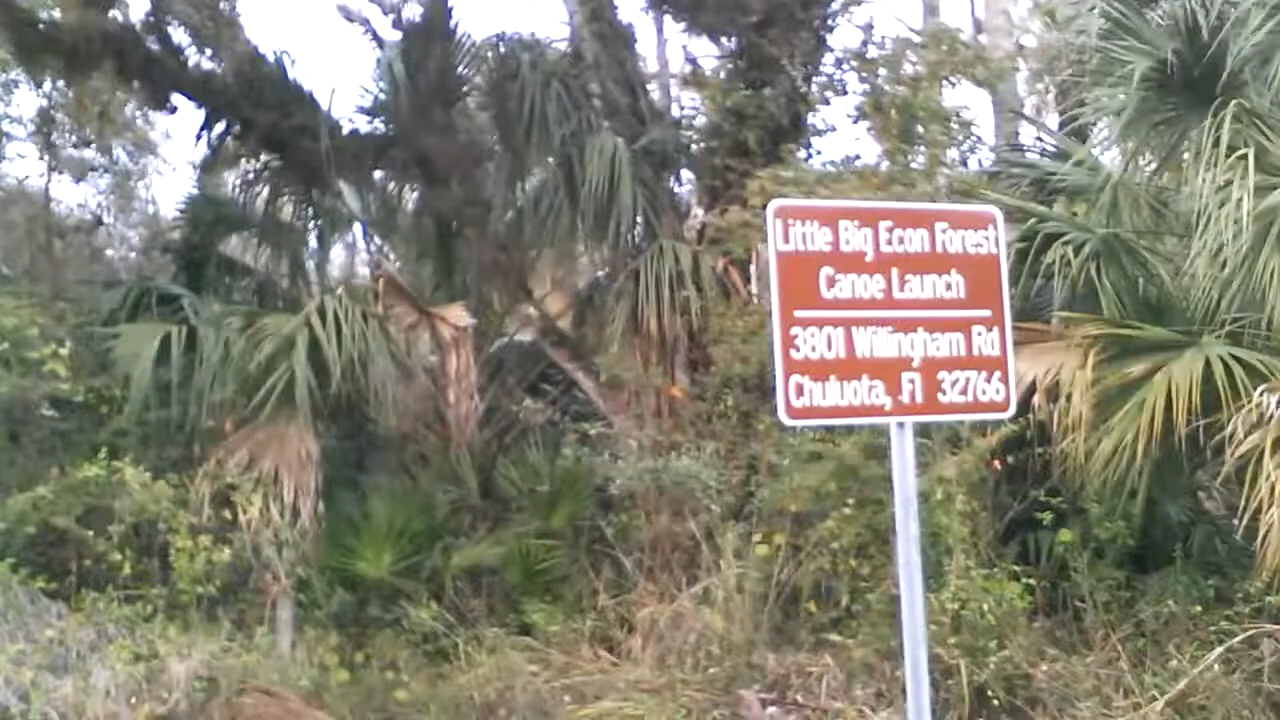 Little Big Econ Forest
Canoe Launch
3801 Willingham Rd
Chuluota, Fl 32766